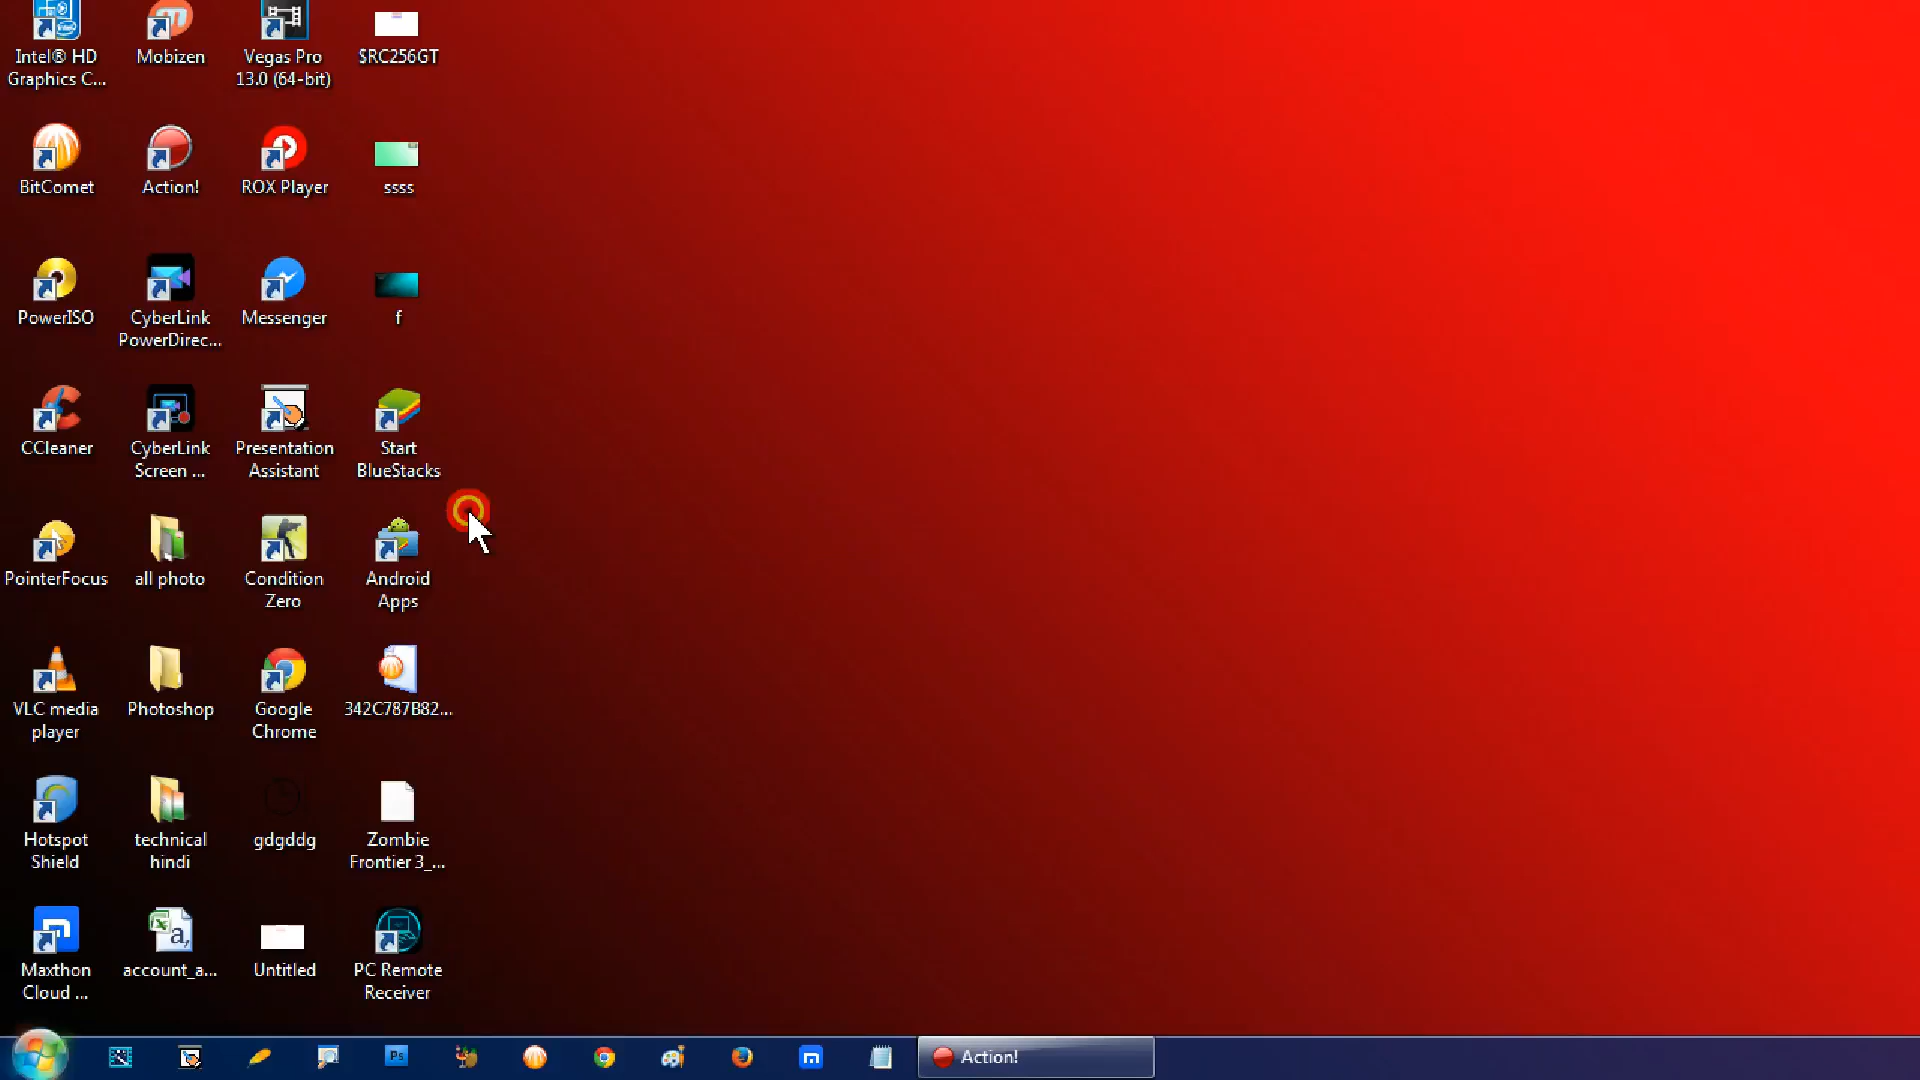 Intel® HD
Graphics C...
Mobizen
Vegas Pro
13.0 (64-bit)
$RC256GT
BitComet
Action!
ROX Player
ssss
PowerISO
CyberLink
PowerDirec...
Messenger
f
CCleaner
CyberLink
Screen ...
Presentation
Assistant
Start
BlueStacks
PointerFocus
all photo
Condition
Zero
Android
Apps
VLC media
player
Photoshop
Google
Chrome
342C787B82...
Hotspot
Shield
technical
hindi
gdgddg
Zombie
Frontier 3_...
Maxthon
Cloud ...
account_a...
Untitled
PC Remote
Receiver
Ps
Action!